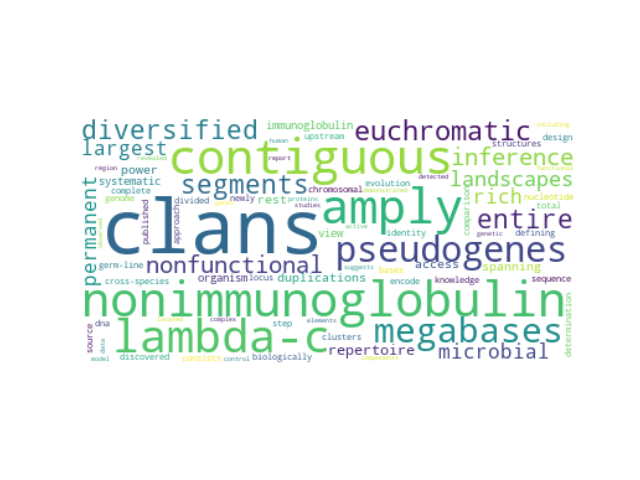 diversified
immunoglobulin
euchromatic
including
largest
contiguous
human
upstream
structures
design
revealed
report
inference
region
power
segments
chromosomal
evolution
detected
functional
systematic
landscapes
genome
divided
newly
rest
proteins
studies
demonstrated
comparison
rich
nucleotide
permanent
published
approach
clans
amply
total
entire
view
active
identity
genetic
defining
observed
pseudogenes
germ-line
nonfunctional
suggests
bases
access
spanning
cross-species
organism
locus
duplications
encode
knowledge
sequence
nonimmunoglobulin
determination
source
dna
located
complex
step
elements
lambda-c
clusters
megabases
data
model
discovered
consists
control
biologically
repertoire
components
microbial